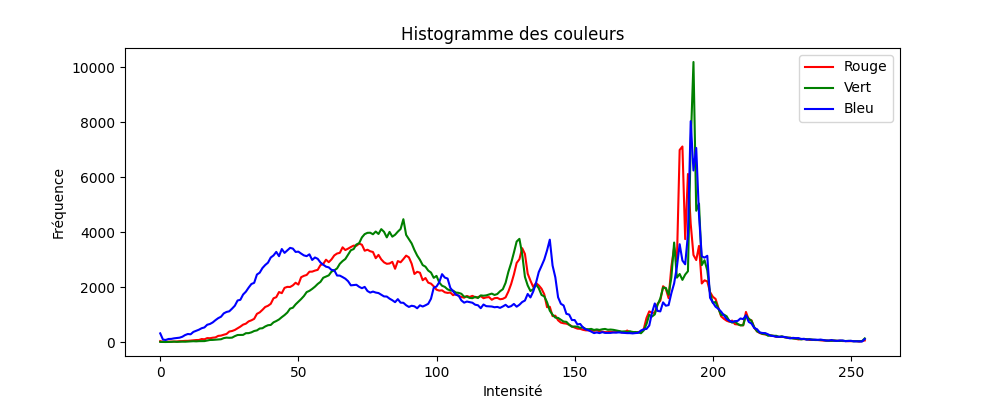 Histogramme des couleurs
Fréquence
10000
8000
6000
4000
2000
0
Rouge
Vert
Bleu
0 50 100 150 200 250
Intensité